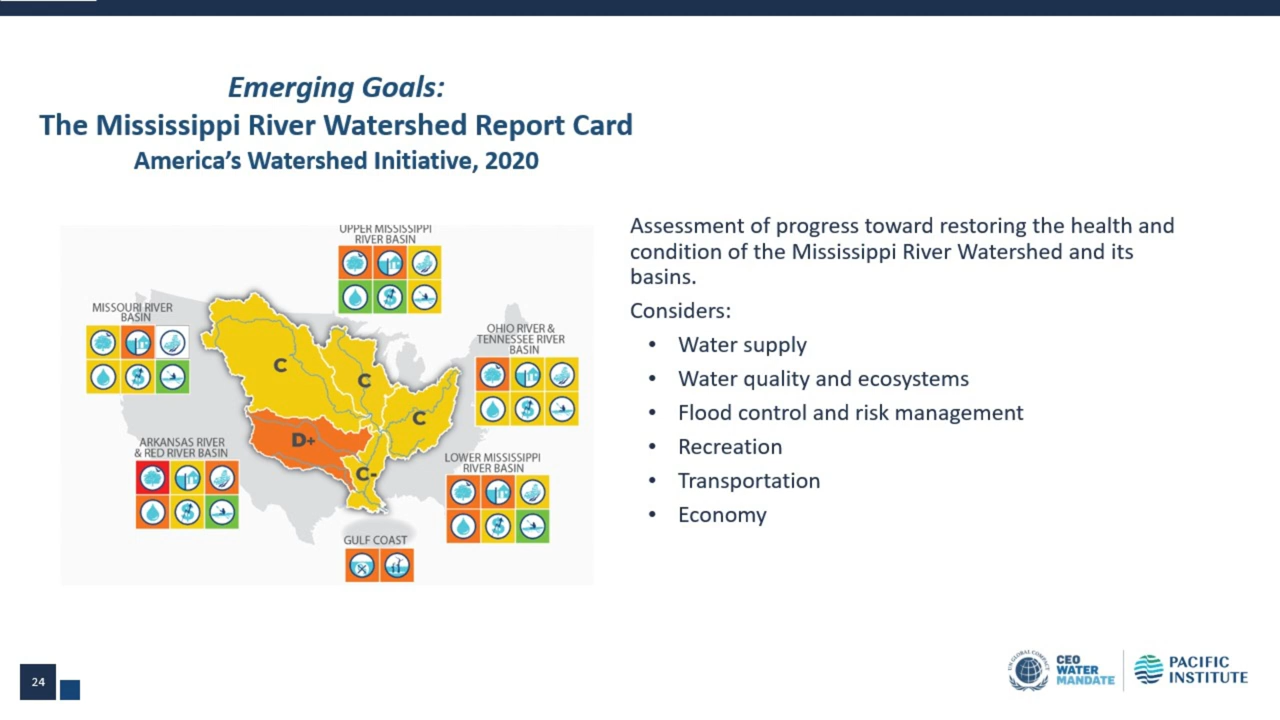 Emerging Goals:
The Mississippi River Watershed Report Card
America's Watershed Initiative, 2020
UPPER MISSISSIPPI
RIVER BASIN
MISSOURI RIVER
BASIN
OHIO RIVER &
TENNESSEE RIVER
BASIN
C
C
C
D+
C-
ARKANSAS RIVER
& RED RIVER BASIN
LOWER MISSISSIPPI
RIVER BASIN
GULF COAST
Assessment of progress toward restoring the health and
condition of the Mississippi River Watershed and its
basins.
Considers:
• Water supply
• Water quality and ecosystems
• Flood control and risk management
• Recreation
• Transportation
• Economy
24
UN GLOBAL COMPACT
CEO
WATER
MANDATE
PACIFIC
INSTITUTE